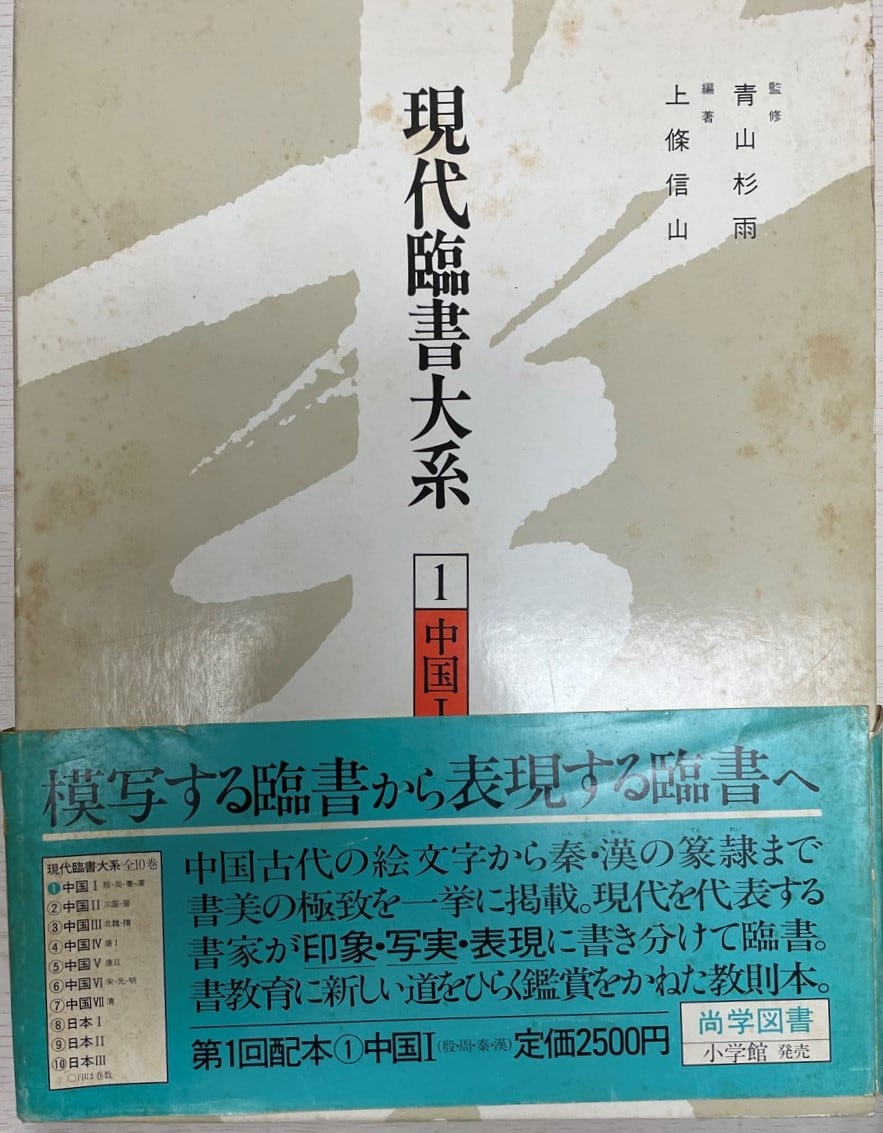 監修
青山杉雨
編著
上條信山
現代臨書大系
1
中国I
模写する臨書から表現する臨書へ
中国古代の絵文字から秦・漢の篆隷まで
書美の極致を一挙に掲載。現代を代表する
書家が印象・写実・表現に書き分けて臨書。
書教育に新しい道をひらく鑑賞をかねた教則本。
第1回配本①中国I(殷・周・秦・漢)定価2500円
尚学図書
小学館 発売
現代臨書大系 全10巻
①中国I 殷・周・秦・漢
②中国II 三国・晋
③中国III 北魏・隋
④中国IV 唐I
⑤中国V 唐II
⑥中国VI 宋・元・明
⑦中国VII 清
⑧日本I
⑨日本II
⑩日本III
○印は巻数